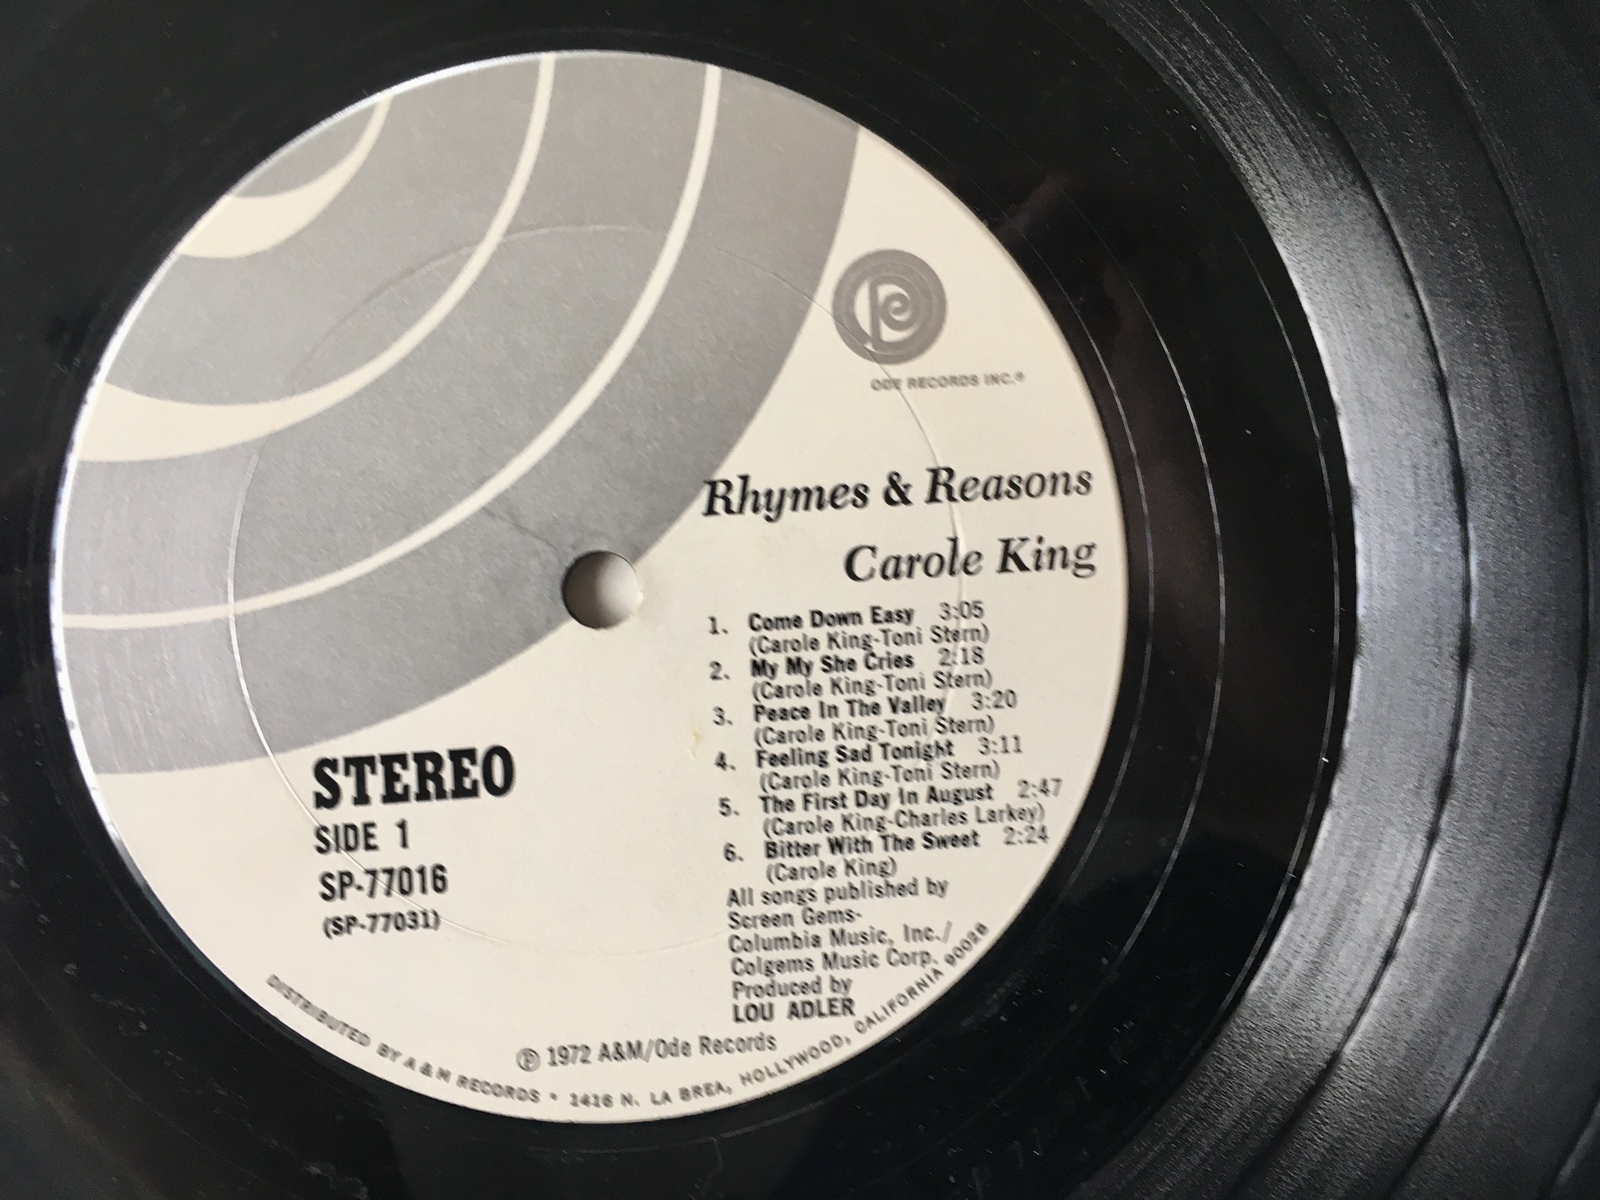 ODE RECORDS INC.®
Rhymes & Reasons
Carole King
1. Come Down Easy 3:05
(Carole King-Toni Stern)
2. My My She Cries 2:18
(Carole King-Toni Stern)
3. Peace In The Valley 3:20
(Carole King-Toni Stern)
4. Feeling Sad Tonight 3:11
(Carole King-Toni Stern)
5. The First Day In August 2:47
(Carole King-Charles Larkey)
6. Bitter With The Sweet 2:24
(Carole King)
All songs published by
Screen Gems-
Columbia Music, Inc./
Colgems Music Corp.
Produced by
LOU ADLER
STEREO
SIDE 1
SP-77016
(SP-77031)
℗ 1972 A&M/Ode Records
DISTRIBUTED BY A & M RECORDS • 1416 N. LA BREA, HOLLYWOOD, CALIFORNIA 90028